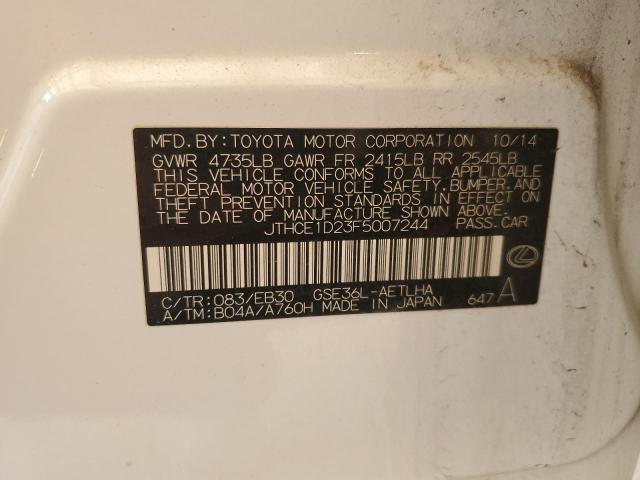 MFD.BY:TOYOTA MOTOR CORPORATION 10/14
GVWR 4735LB GAWR FR 2415LB RR 2545LB
THIS VEHICLE CONFORMS TO ALL APPLICABLE
FEDERAL MOTOR VEHICLE SAFETY,BUMPER,AND
THEFT PREVENTION STANDARDS IN EFFECT ON
THE DATE OF MANUFACTURE SHOWN ABOVE.
JTHCE1D23F5007244 PASS.CAR
C/TR:083/EB30 GSE36L-AETLHA
A/TM:B04A/A760H MADE IN JAPAN 647 A